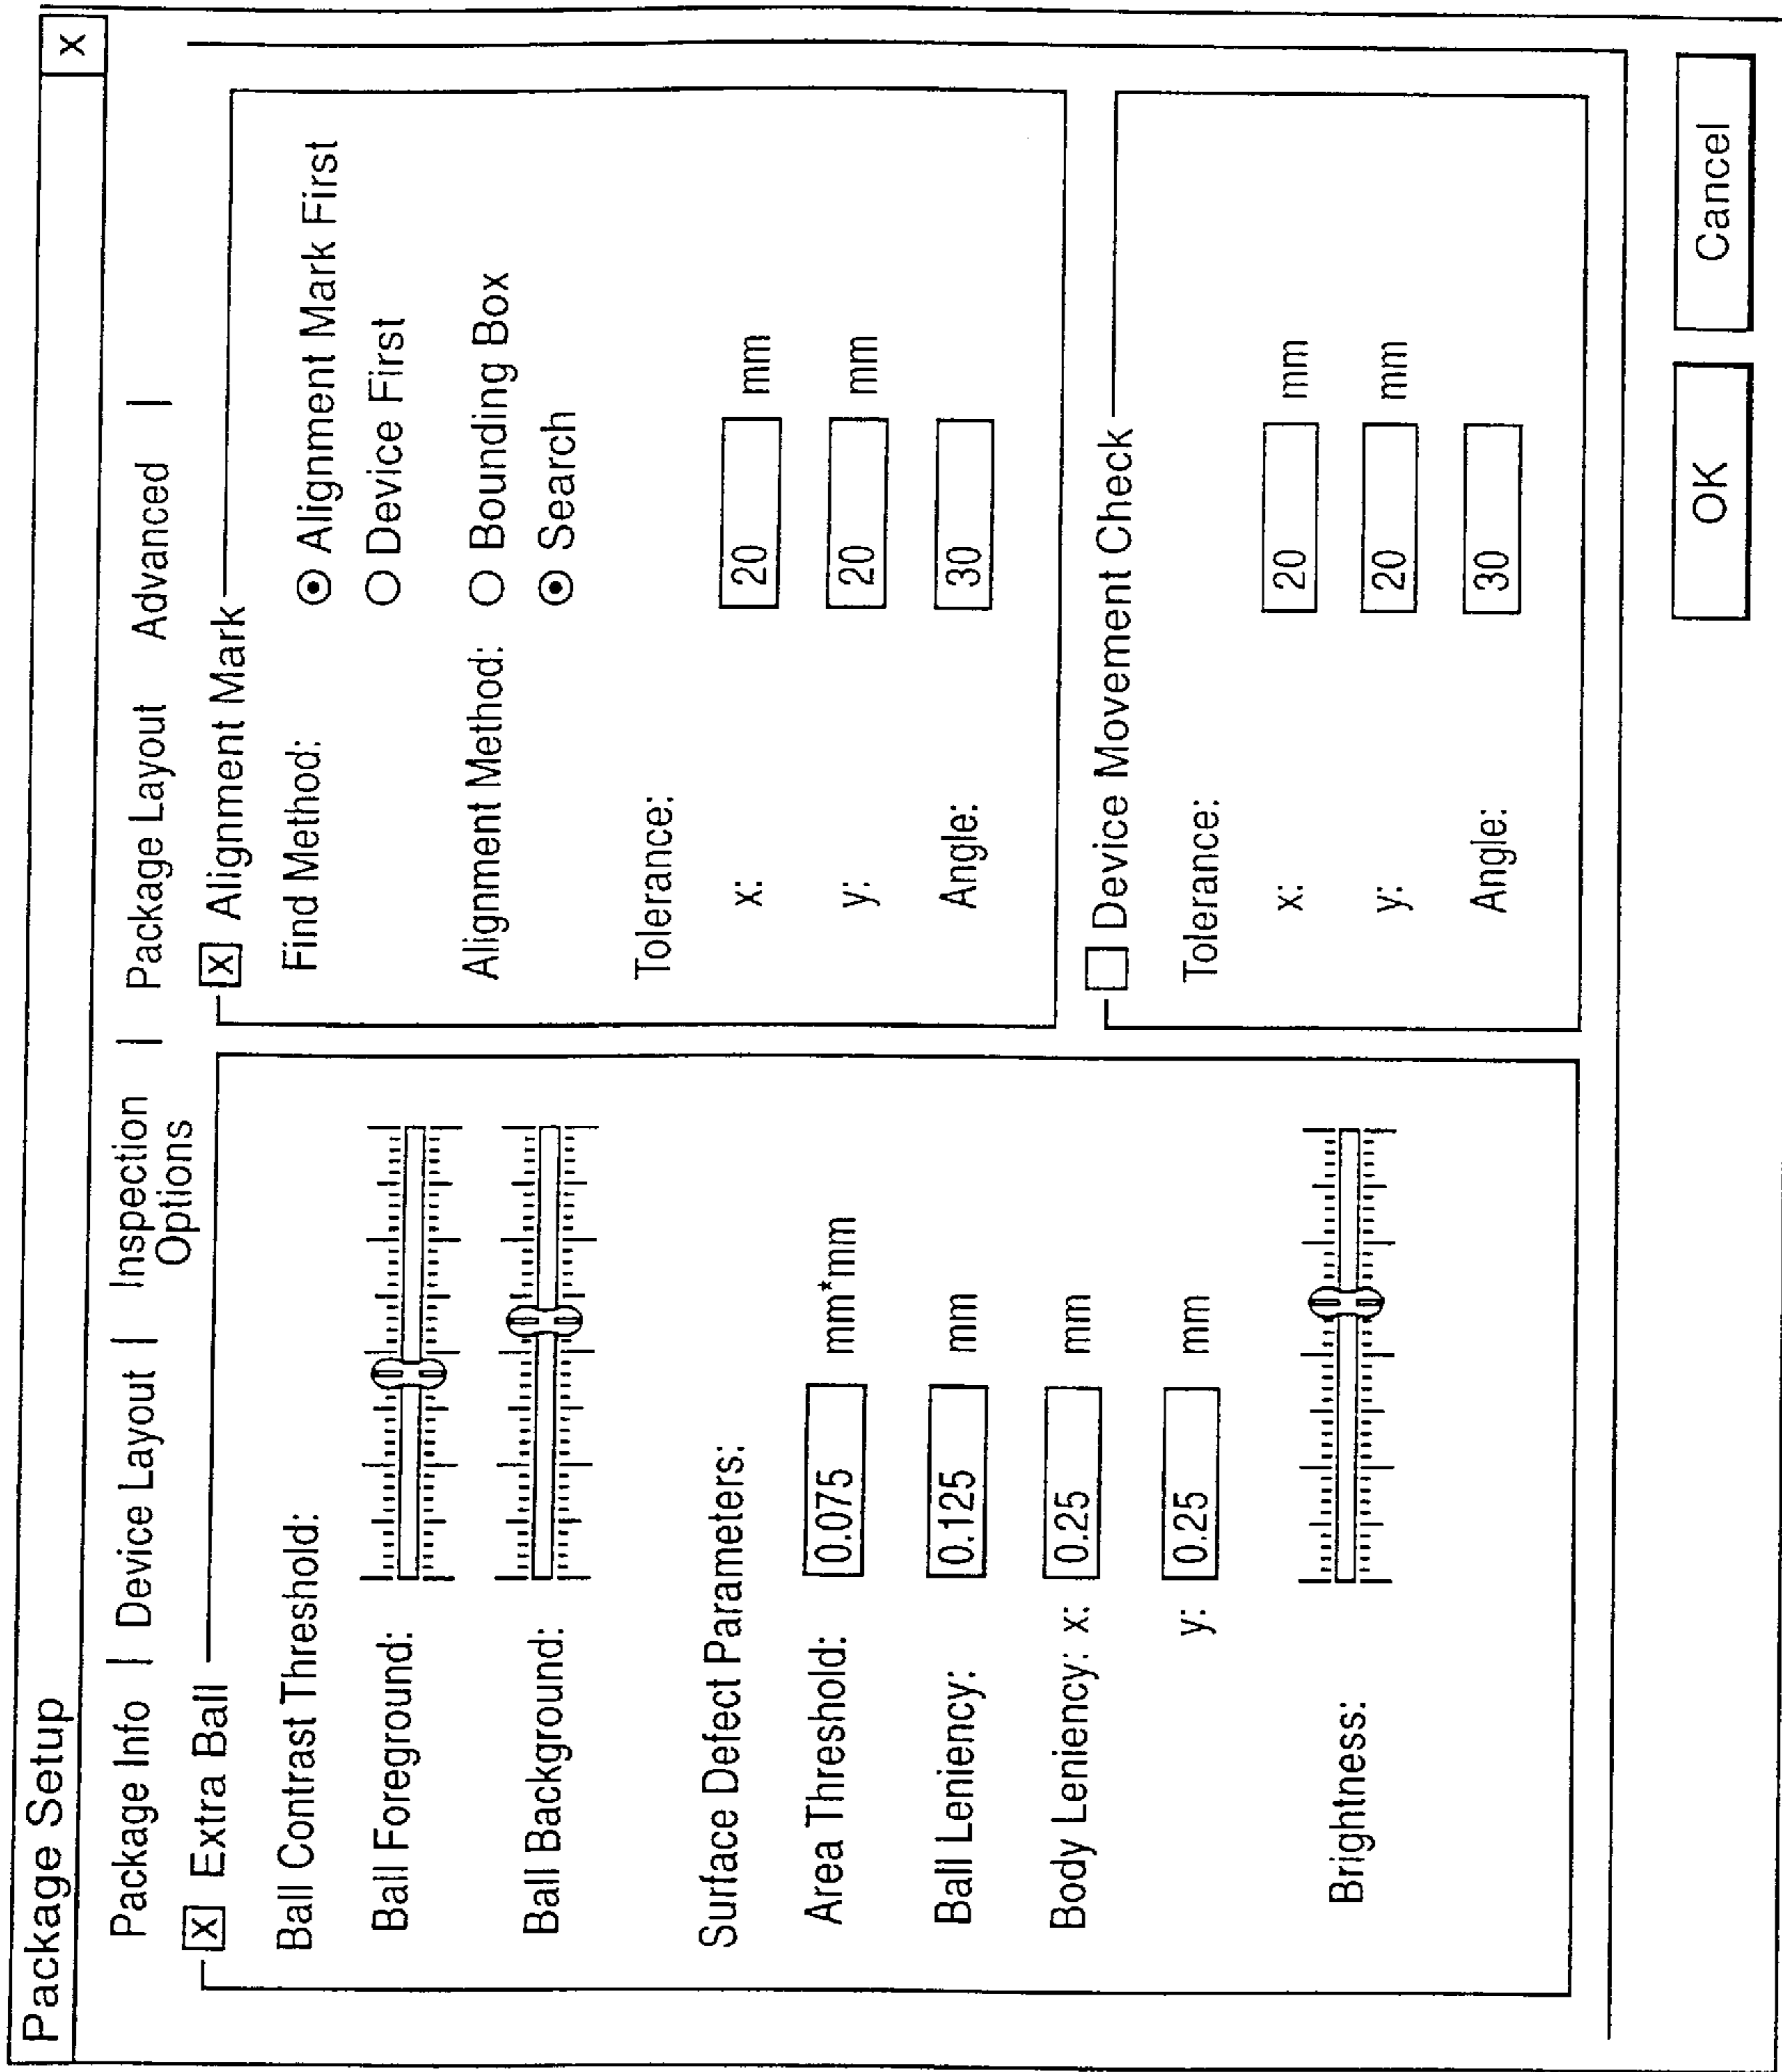 Package Setup
X
Package Info | Device Layout | Inspection Options | Package Layout Advanced |
[X] Extra Ball
Ball Contrast Threshold:
Ball Foreground:
Ball Background:
Surface Defect Parameters:
Area Threshold: 0.075 mm*mm
Ball Leniency: 0.125 mm
Body Leniency: x: 0.25 mm
y: 0.25 mm
Brightness:
[X] Alignment Mark
Find Method: Alignment Mark First
Device First
Alignment Method: Bounding Box
Search
Tolerance:
x: 20 mm
y: 20 mm
Angle: 30
Device Movement Check
Tolerance:
x: 20 mm
y: 20 mm
Angle: 30
OK Cancel